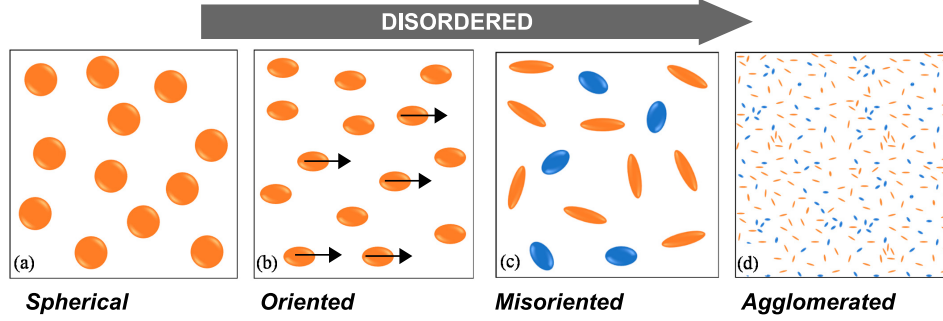 DISORDERED
(a)
(b)
(c)
(d)
Spherical
Oriented
Misoriented
Agglomerated